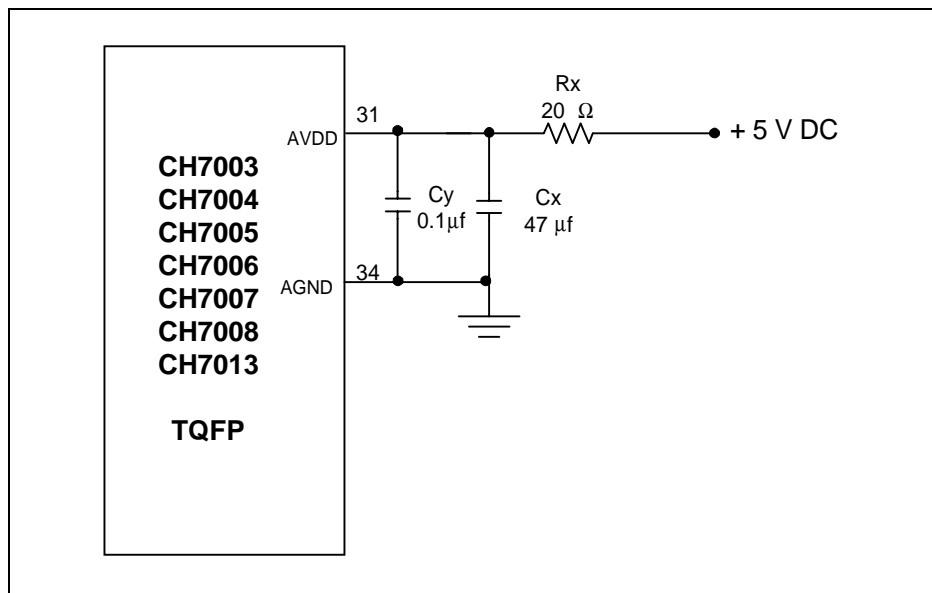 Rx
20 Ω
31
+ 5 V DC
AVDD
CH7003
CH7004
CH7005
CH7006
CH7007
CH7008
CH7013
Cy
0.1µf
Cx
47 µf
34
AGND
TQFP